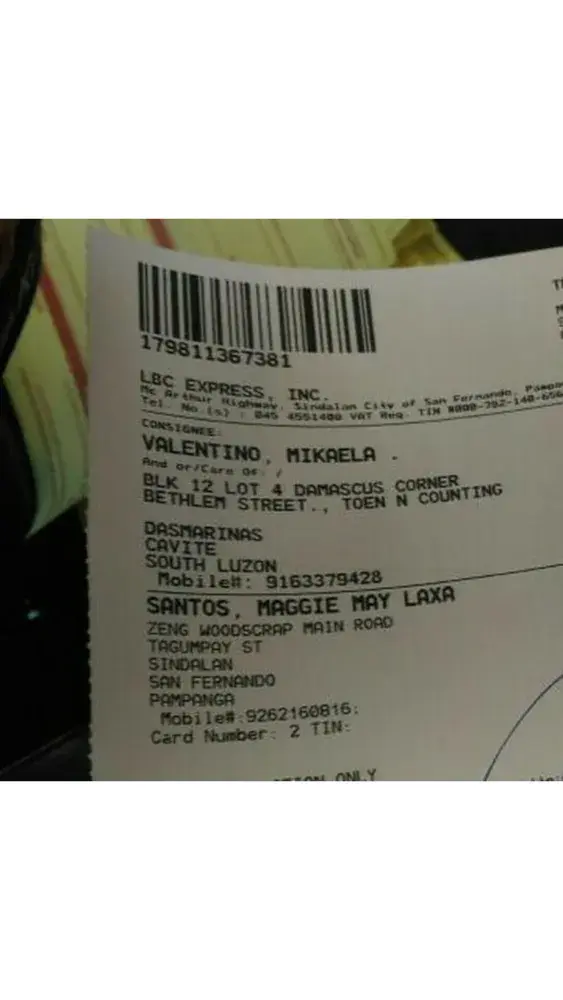 179811367381
LBC EXPRESS, INC.
Mc Arthur Highway, Sindalan City of San Fernando, Pampa
Tel. No.(s) : 045 4551400 VAT Reg. TIN
CONSIGNEE:
VALENTINO, MIKAELA .
And or/Care Of: /
BLK 12 LOT 4 DAMASCUS CORNER
BETHLEM STREET., TOEN N COUNTING
DASMARINAS
CAVITE
SOUTH LUZON
Mobile#: 9163379428
SANTOS, MAGGIE MAY LAXA
ZENG WOODSCRAP MAIN ROAD
TAGUMPAY ST
SINDALAN
SAN FERNANDO
PAMPANGA
Mobile#:9262160816:
Card Number: 2 TIN:
ONLY